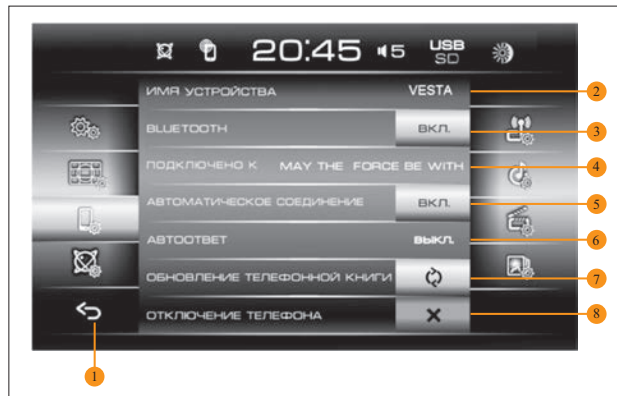 20:45 5 USB
SD
ИМЯ УСТРОЙСТВА VESTA 2
BLUETOOTH ВКЛ. 3
ПОДКЛЮЧЕНО К MAY THE FORCE BE WITH 4
АВТОМАТИЧЕСКОЕ СОЕДИНЕНИЕ ВКЛ. 5
АВТООТВЕТ ВЫКЛ. 6
ОБНОВЛЕНИЕ ТЕЛЕФОННОЙ КНИГИ 7
ОТКЛЮЧЕНИЕ ТЕЛЕФОНА 8
1